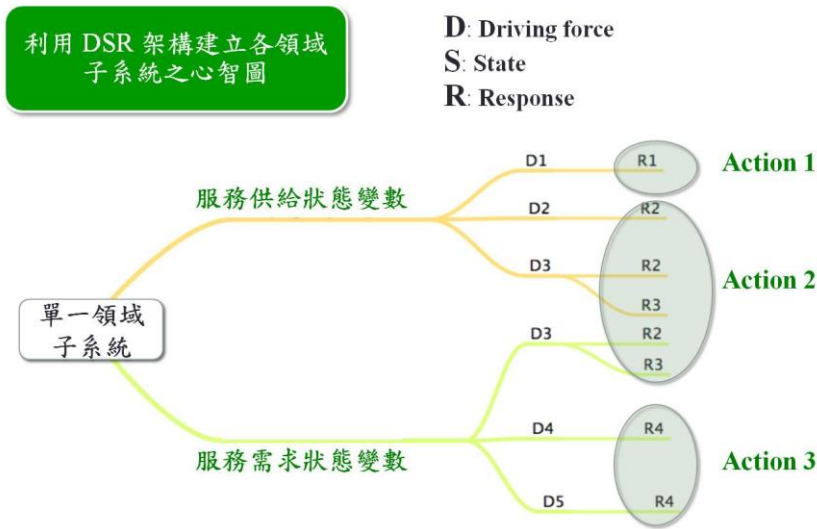 利用 DSR 架構建立各領域
子系統之心智圖
D: Driving force
S: State
R: Response
單一領域
子系統
服務供給狀態變數
D1
R1
Action 1
D2
R2
D3
R2
R3
Action 2
服務需求狀態變數
D3
R2
R3
D4
R4
D5
R4
Action 3